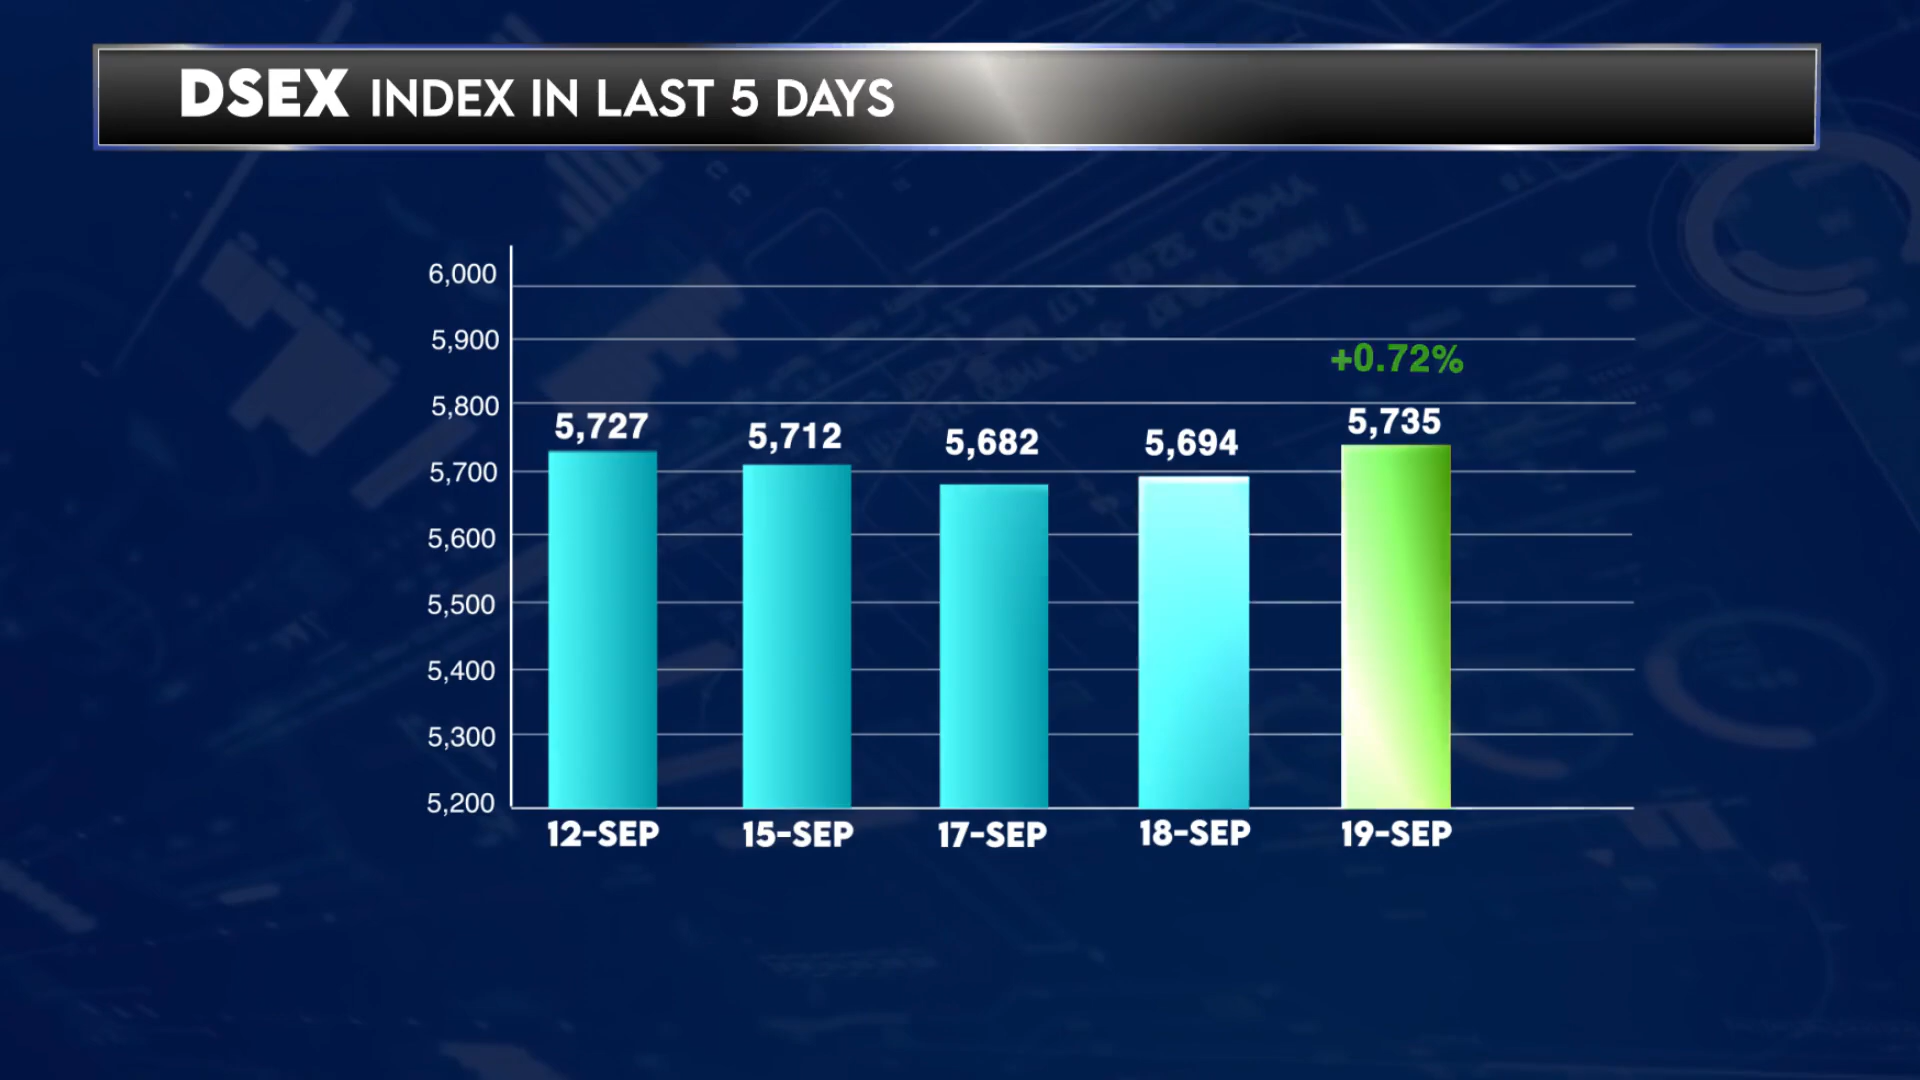 DSEX INDEX IN LAST 5 DAYS
6,000
5,900
5,800
5,700
5,600
5,500
5,400
5,300
5,200
+0.72%
5,727
5,712
5,682
5,694
5,735
12-SEP
15-SEP
17-SEP
18-SEP
19-SEP